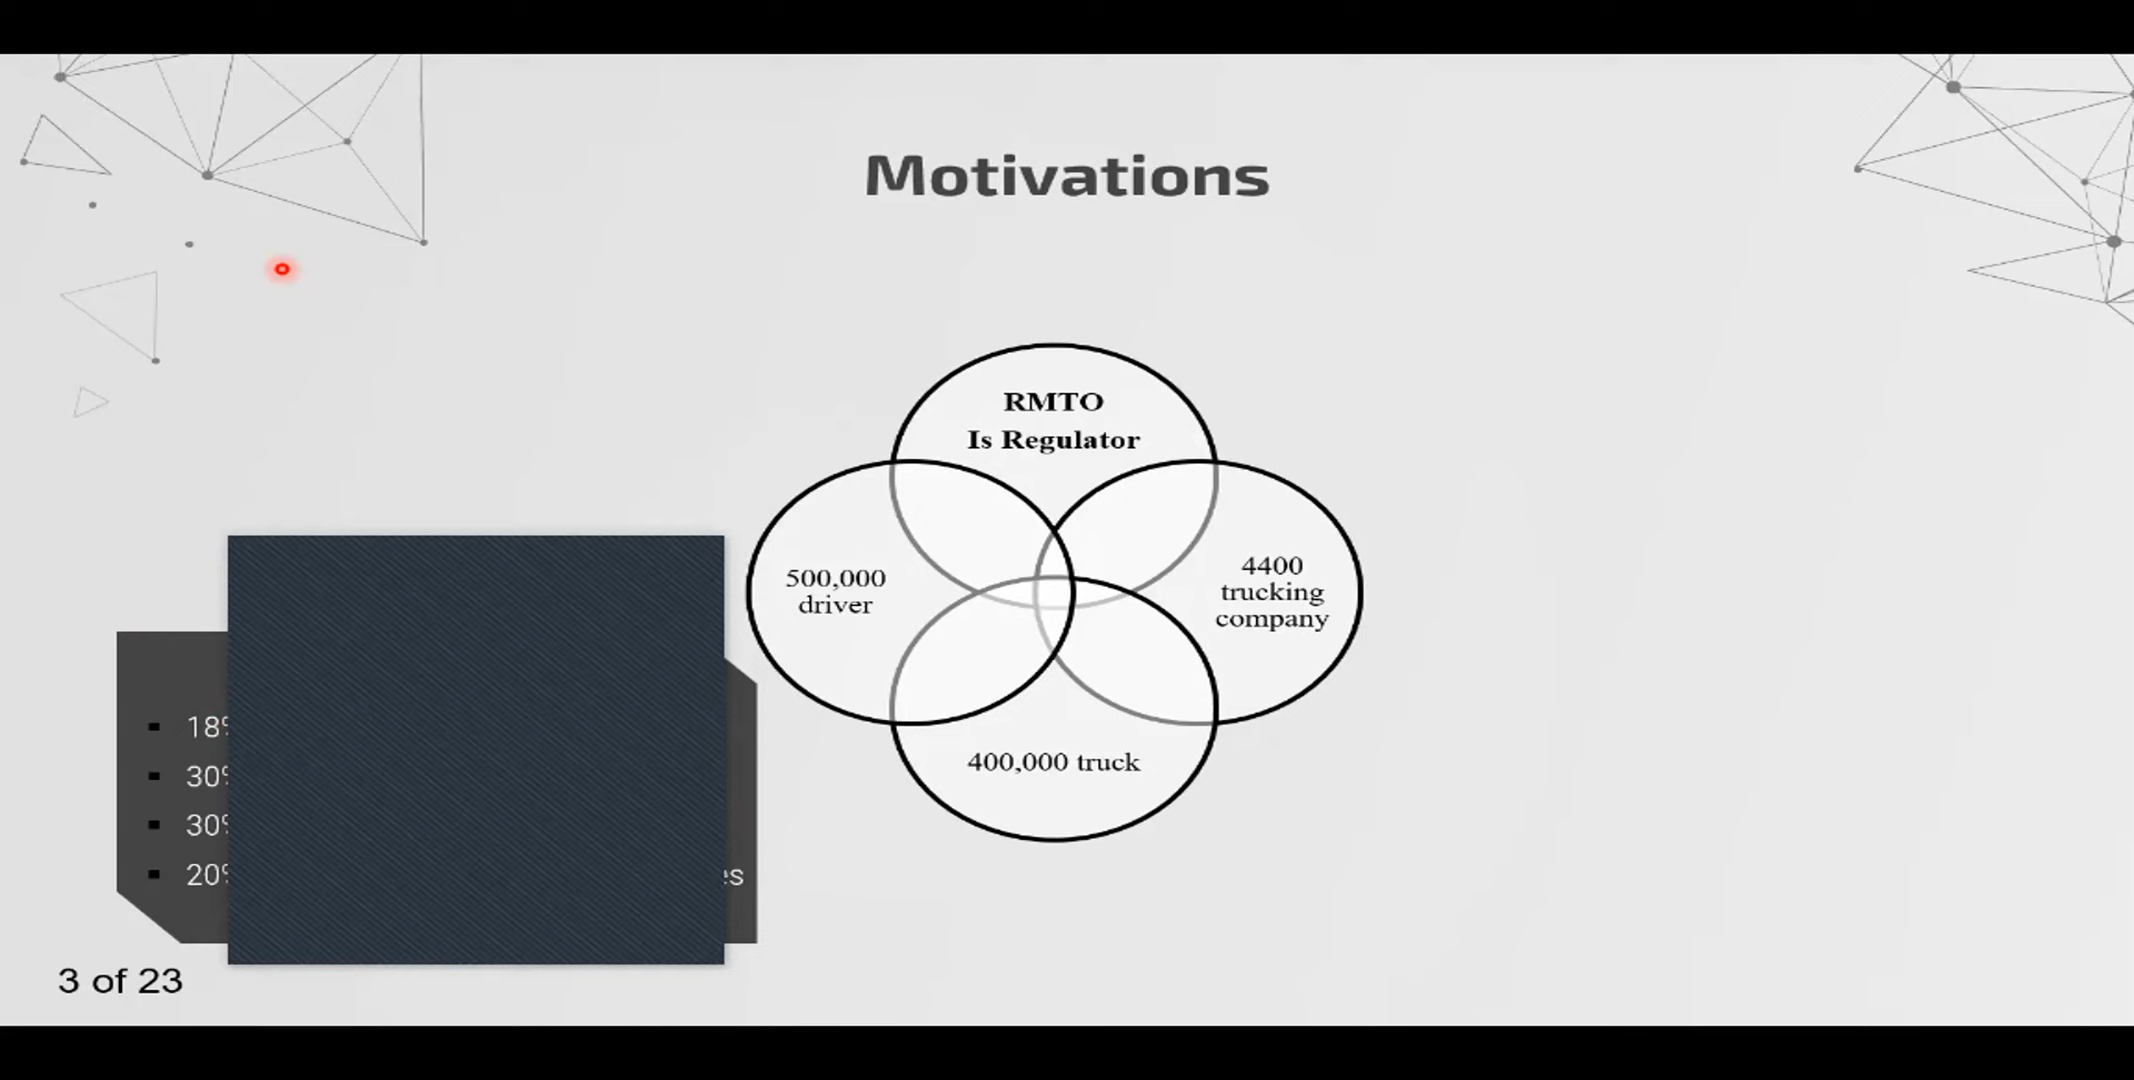 Motivations
RMTO
Is Regulator
500,000
driver
4400
trucking
company
400,000 truck
18%
30%
30%
20%
3 of 23